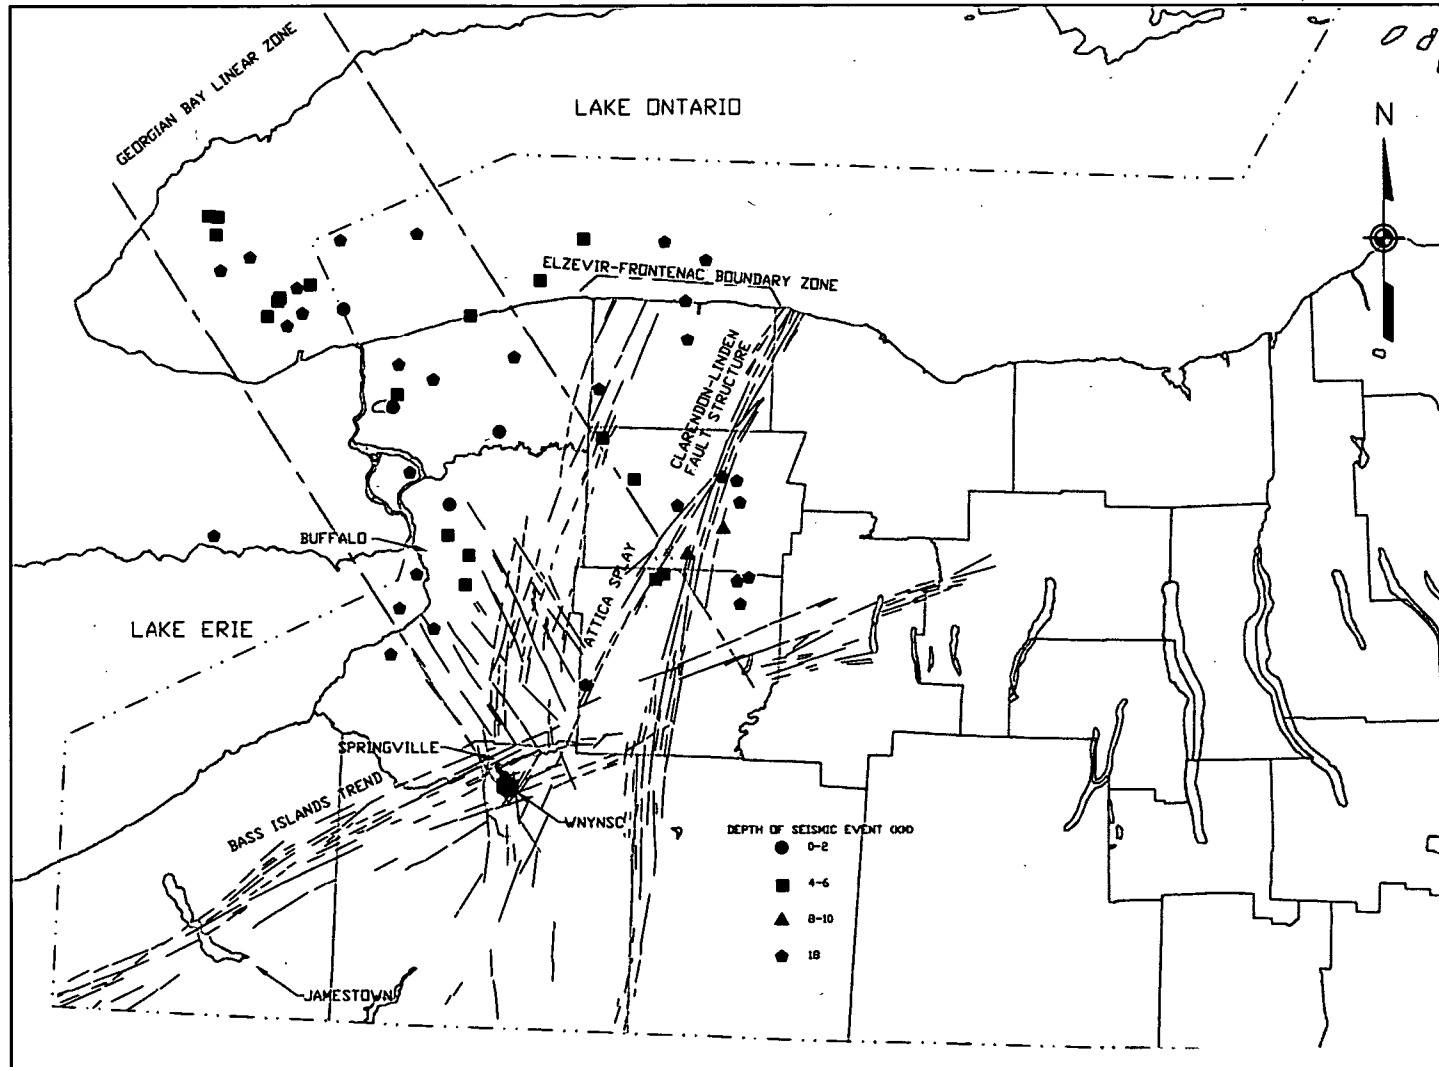 GEORGIAN BAY LINEAR ZONE
LAKE ONTARIO
N
ELZEVIR-FRONTENAC BOUNDARY ZONE
CLARENDON-LINDEN
FAULT STRUCTURE
BUFFALO
ATTICA SPLAY
LAKE ERIE
SPRINGVILLE
BASS ISLANDS TREND
WNYNSC
DEPTH OF SEISMIC EVENT (KM)
0-2
4-6
8-10
18
JAMESTOWN